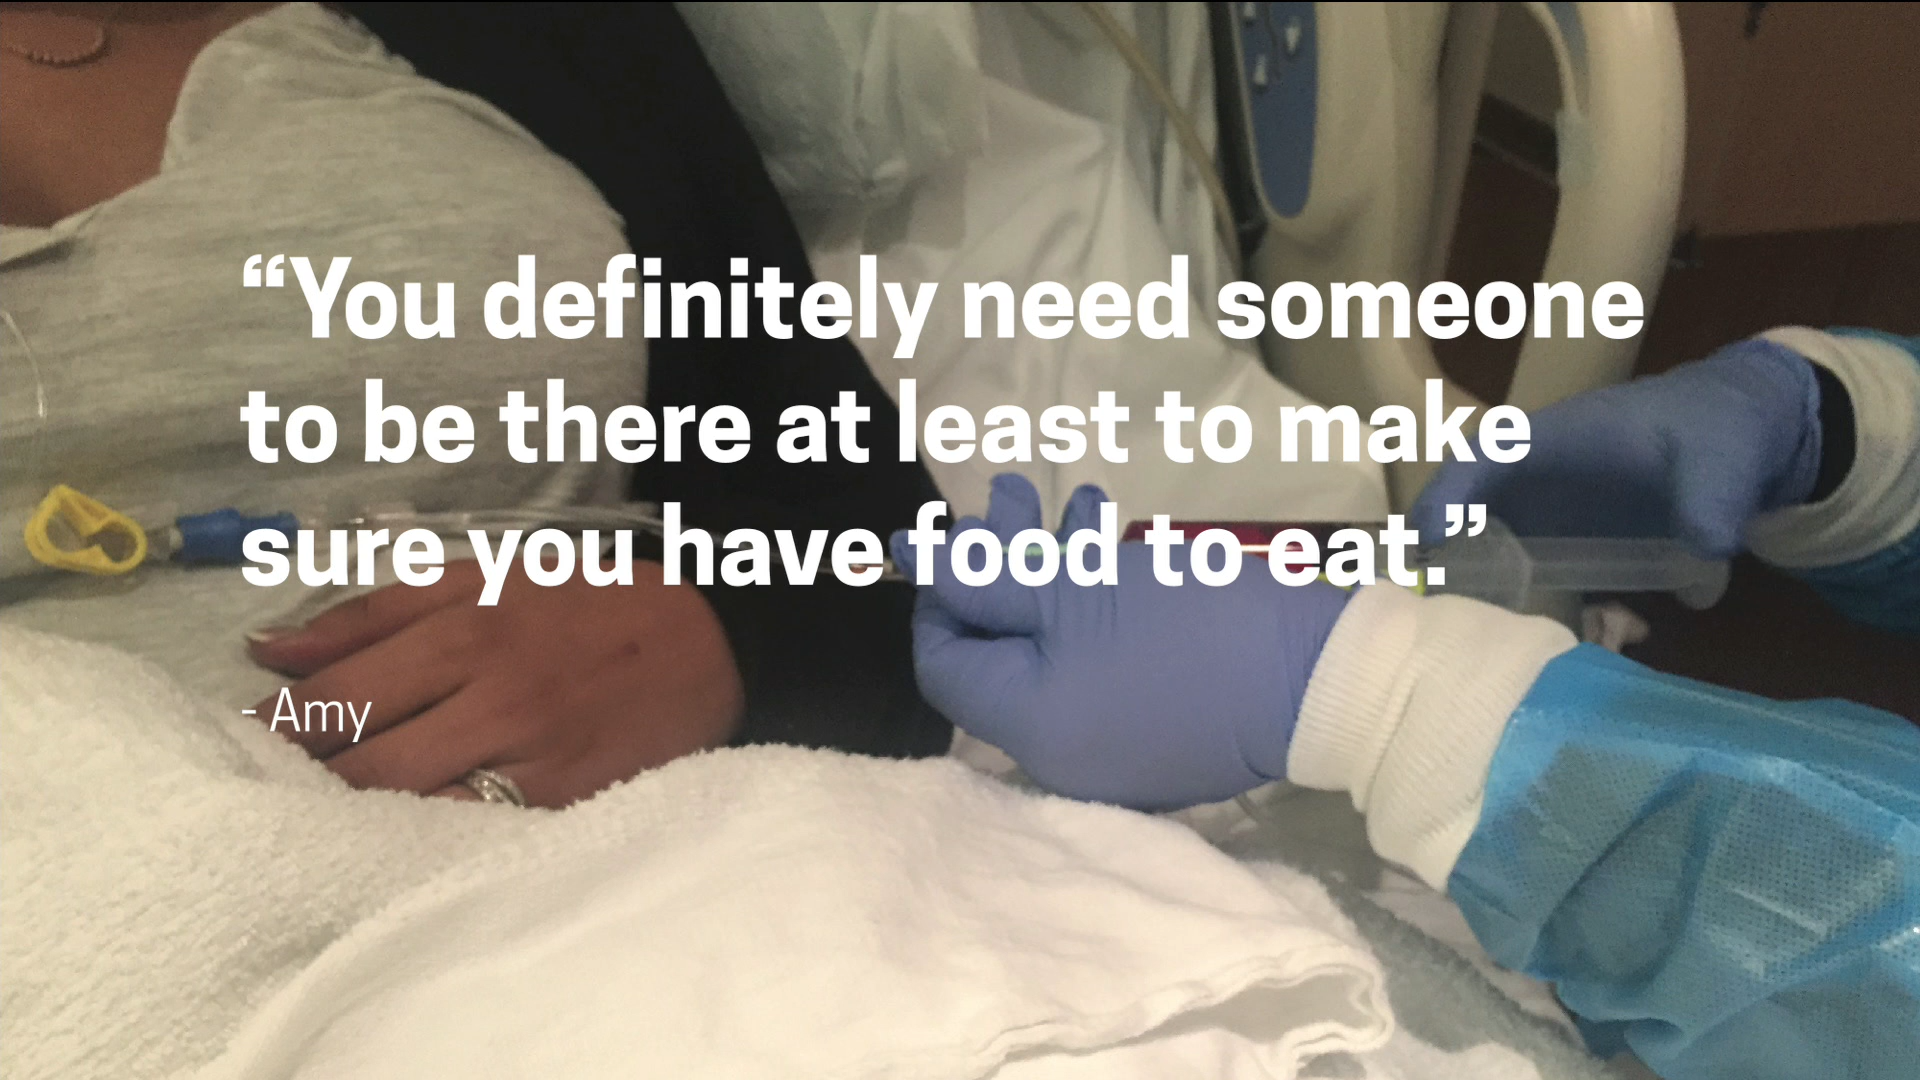 “You definitely need someone
to be there at least to make
sure you have food to eat.”
- Amy